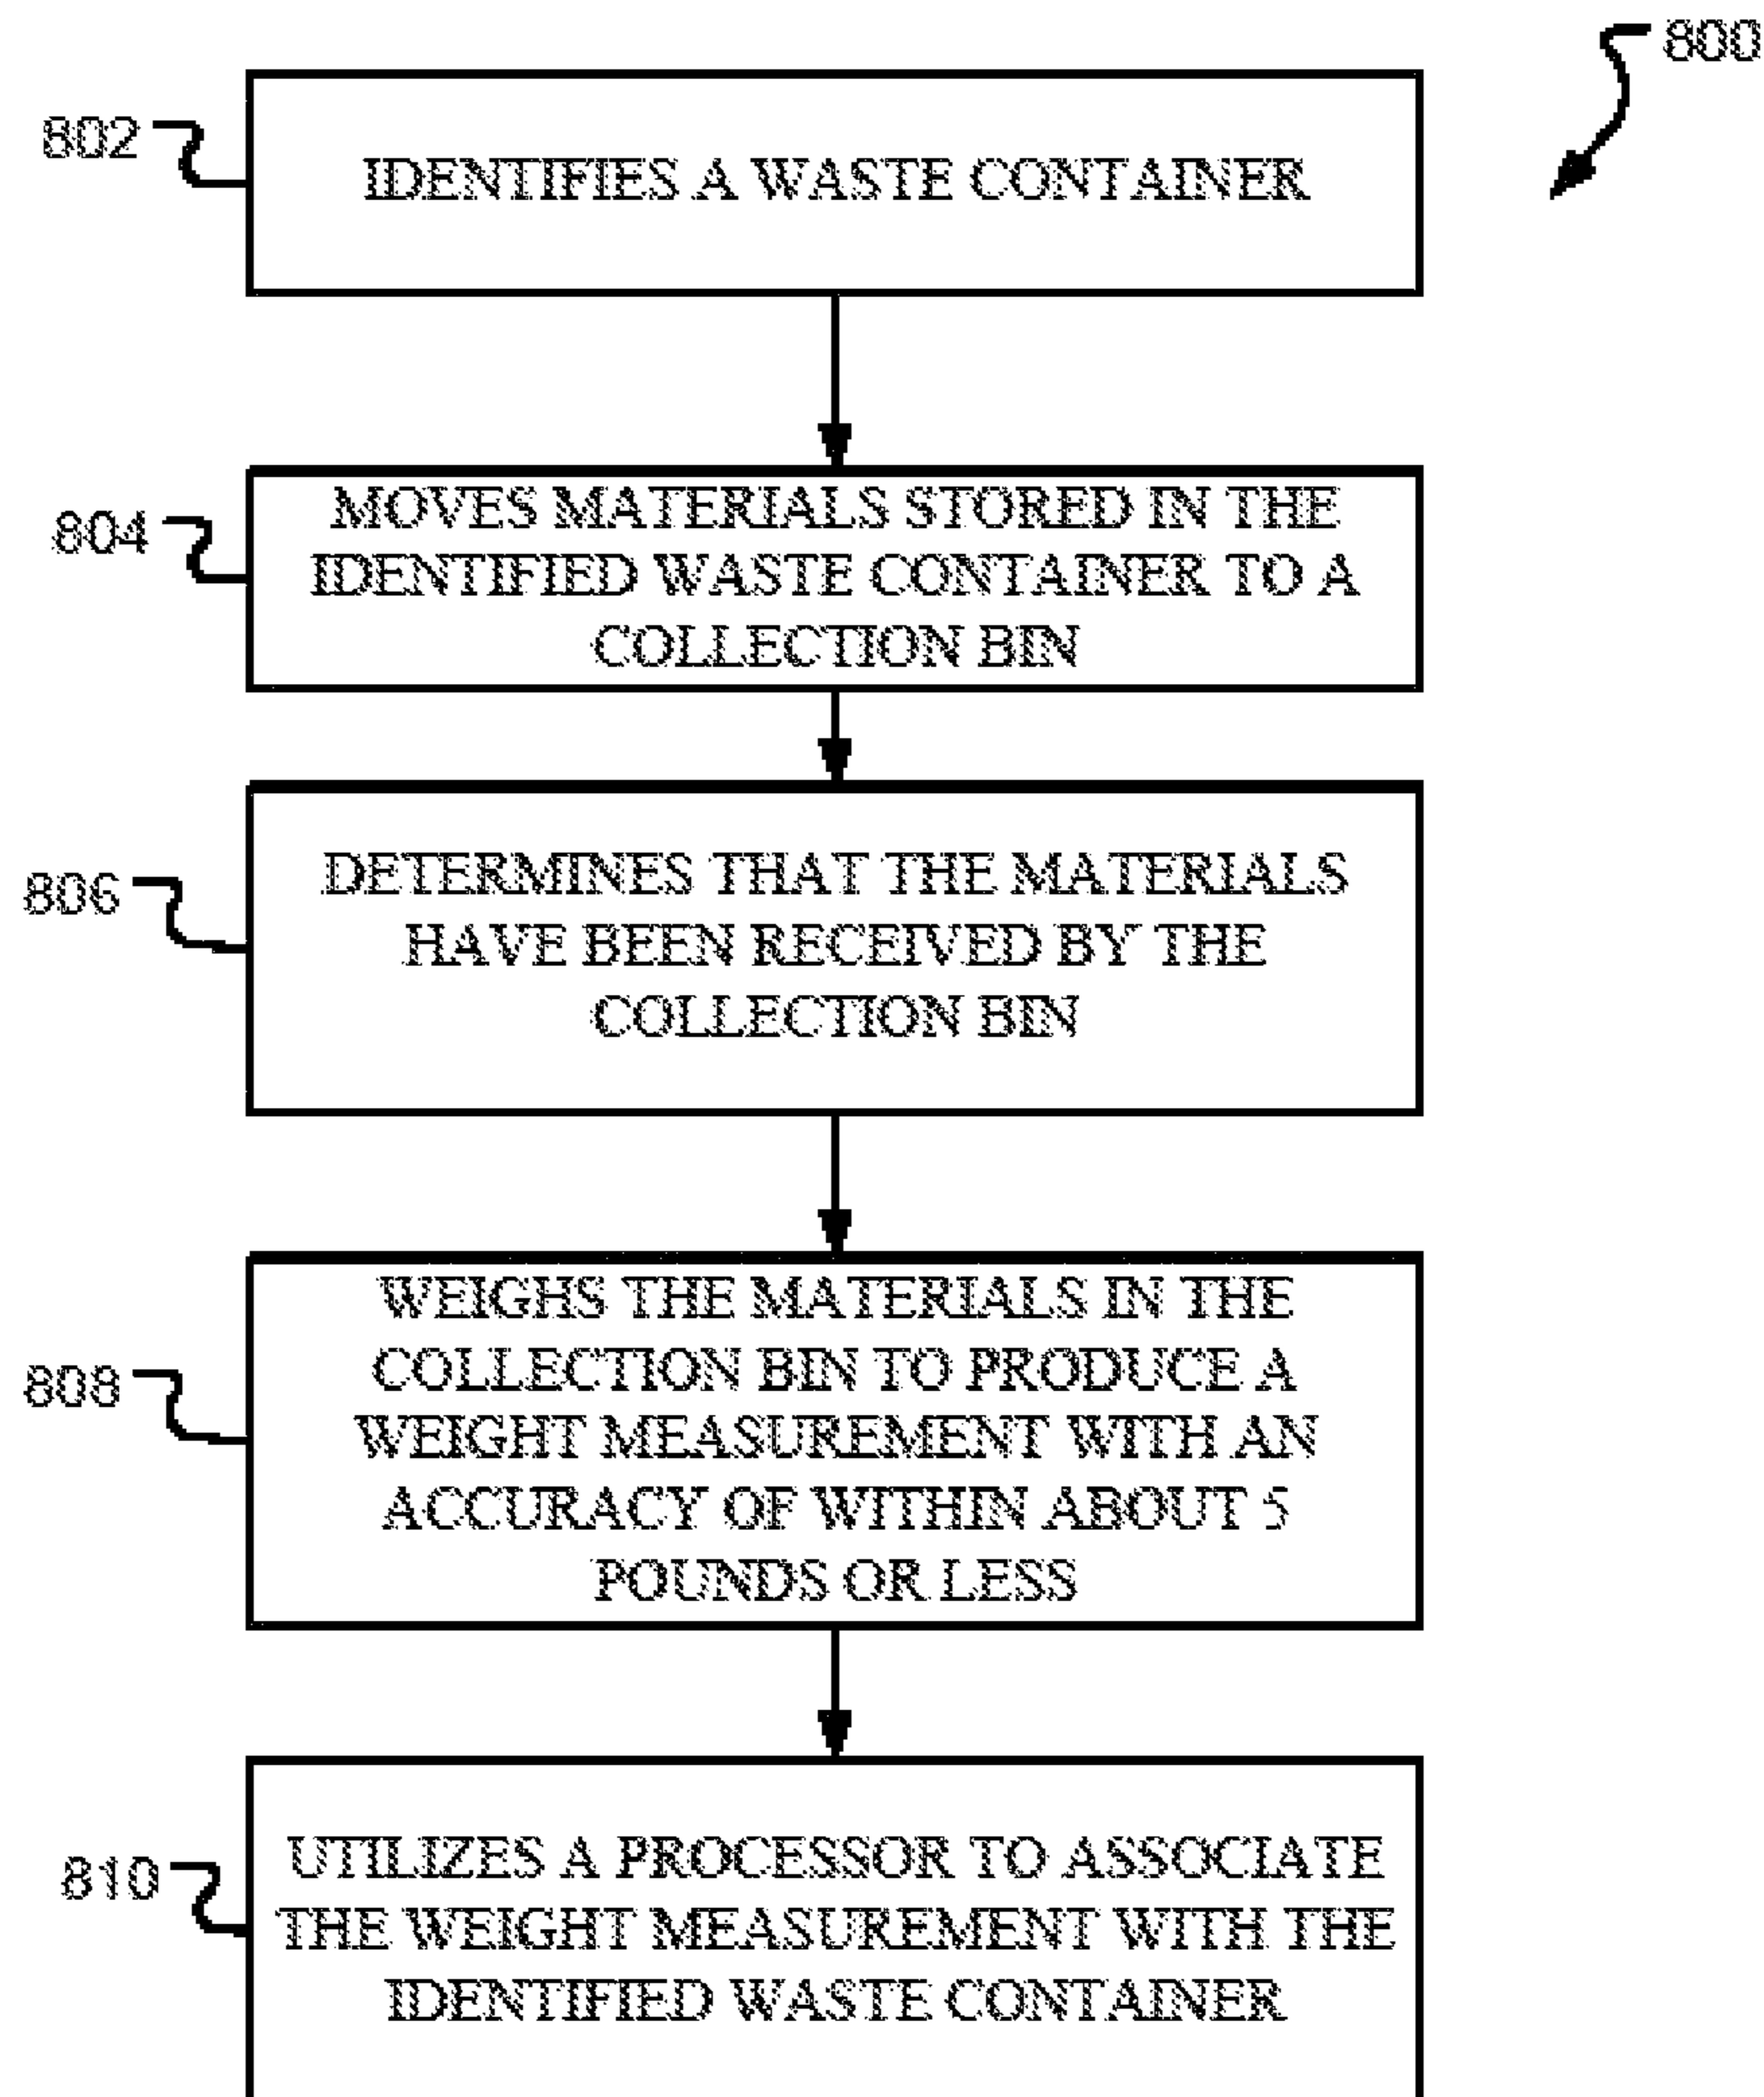 800
802
IDENTIFIES A WASTE CONTAINER
804
MOVES MATERIALS STORED IN THE
IDENTIFIED WASTE CONTAINER TO A
COLLECTION BIN
806
DETERMINES THAT THE MATERIALS
HAVE BEEN RECEIVED BY THE
COLLECTION BIN
808
WEIGHS THE MATERIALS IN THE
COLLECTION BIN TO PRODUCE A
WEIGHT MEASUREMENT WITH AN
ACCURACY OF WITHIN ABOUT 5
POUNDS OR LESS
810
UTILIZES A PROCESSOR TO ASSOCIATE
THE WEIGHT MEASUREMENT WITH THE
IDENTIFIED WASTE CONTAINER